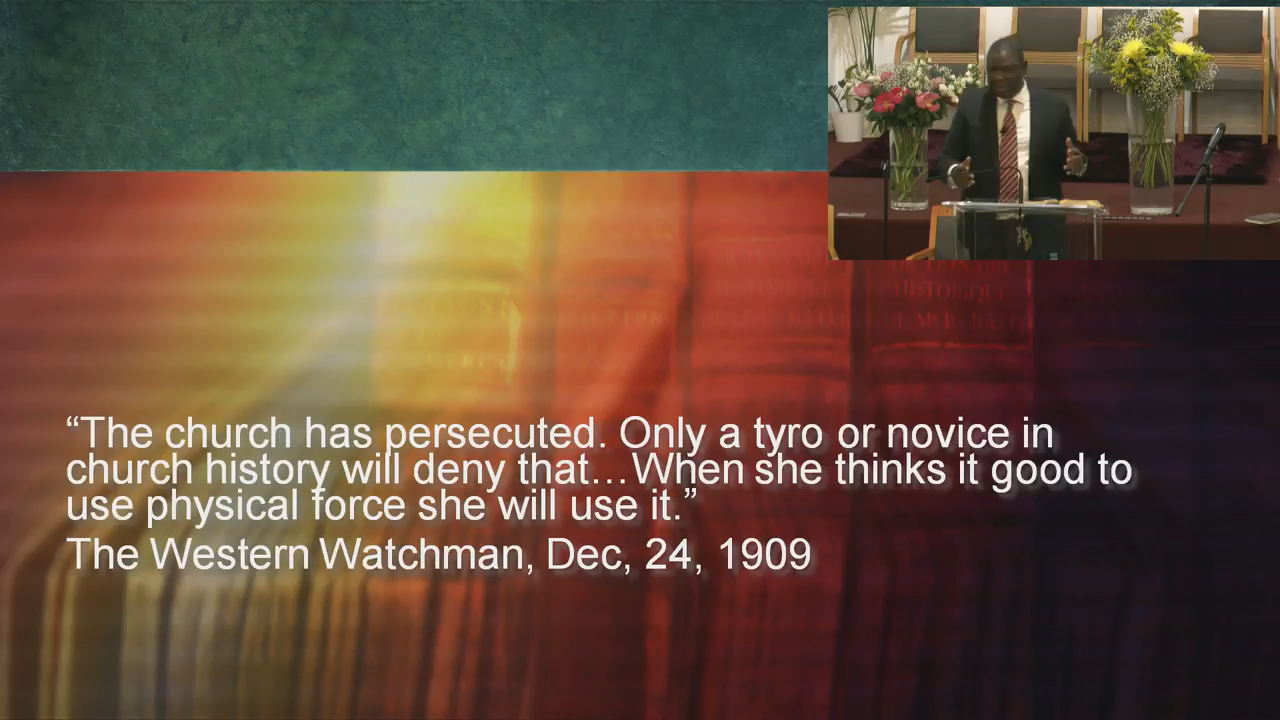 “The church has persecuted. Only a tyro or novice in
church history will deny that…When she thinks it good to
use physical force she will use it.”
The Western Watchman, Dec, 24, 1909